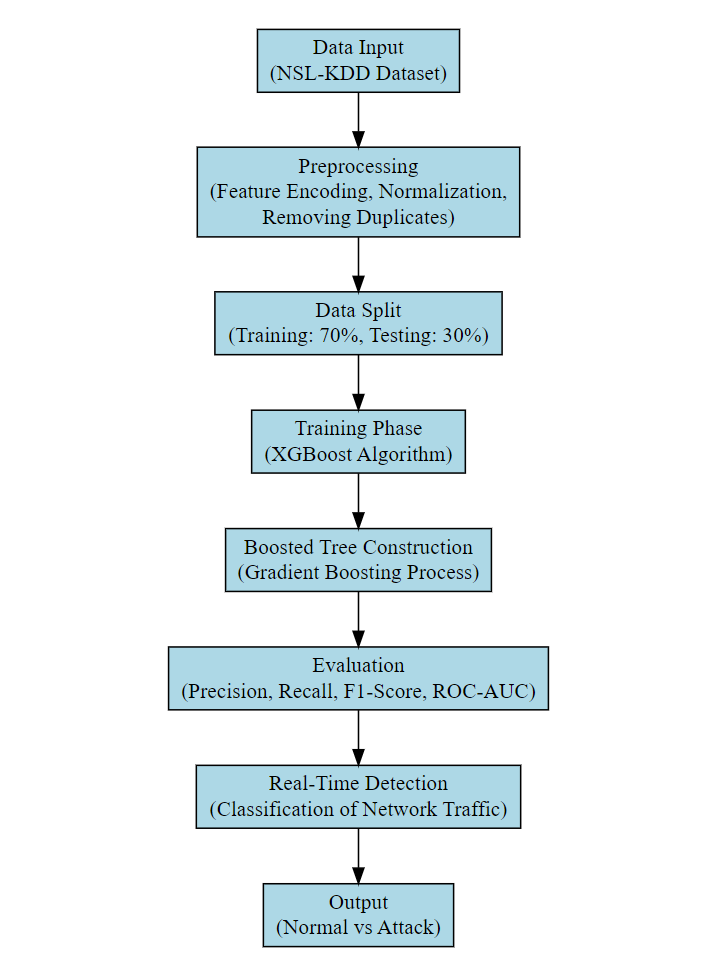 Data Input
(NSL-KDD Dataset)
Preprocessing
(Feature Encoding, Normalization,
Removing Duplicates)
Data Split
(Training: 70%, Testing: 30%)
Training Phase
(XGBoost Algorithm)
Boosted Tree Construction
(Gradient Boosting Process)
Evaluation
(Precision, Recall, F1-Score, ROC-AUC)
Real-Time Detection
(Classification of Network Traffic)
Output
(Normal vs Attack)